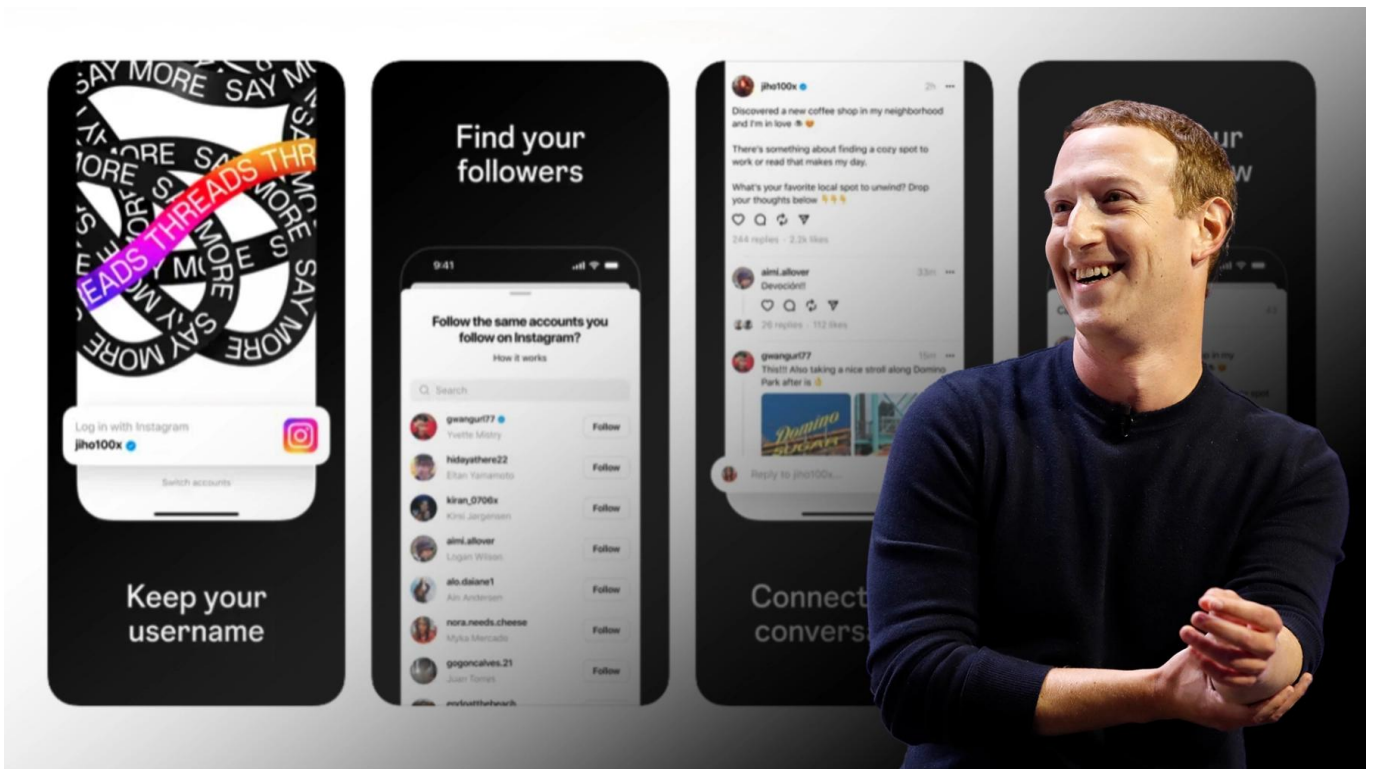 SAY MORE SAY MORE
THREADS THREADS THR
SAY MORE
Log in with Instagram
jiho100x
Switch accounts
Keep your
username
Find your
followers
9:41
Follow the same accounts you
follow on Instagram?
How it works
Search
gwangurl77
Yvette Mistry
Follow
hidayathere22
Eitan Yamamoto
Follow
kiran_0706x
Kirsi Jørgensen
Follow
aimi.allover
Logan Wilson
Follow
alo.daiane1
Ain Andersen
Follow
nora.needs.cheese
Myka Mercado
Follow
gogoncalves.21
Juan Torres
Follow
endoatthebeach
jiho100x
2h
Discovered a new coffee shop in my neighborhood
and I'm in love
There's something about finding a cozy spot to
work or read that makes my day.
What's your favorite local spot to unwind? Drop
your thoughts below
244 replies · 2.2k likes
aimi.allover
33m
Devoción!!
26 replies · 112 likes
gwangurl77
15m
This!!! Also taking a nice stroll along Domino
Park after is
Domino
SUGAR
Reply to jiho100x...
Connect